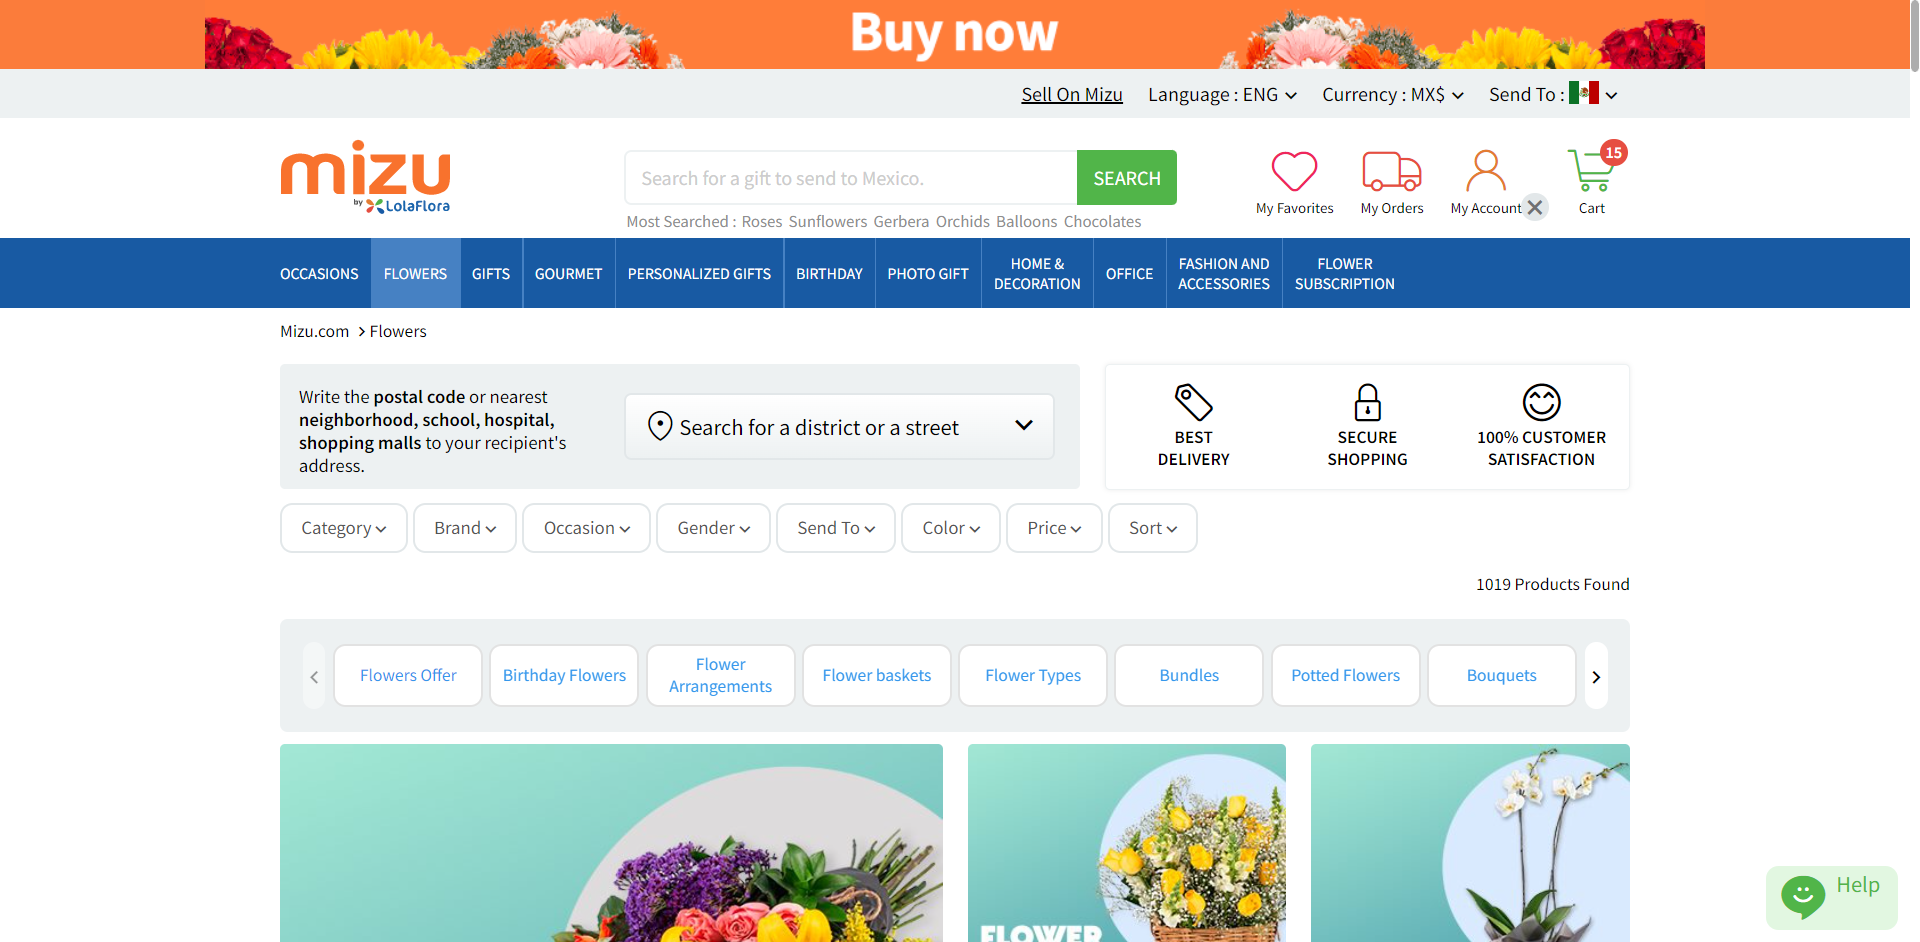 Buy now
Sell On Mizu Language : ENG Currency : MX$ Send To :
mizu
by LolaFlora
Search for a gift to send to Mexico. SEARCH
Most Searched : Roses Sunflowers Gerbera Orchids Balloons Chocolates
15
My Favorites My Orders My Account Cart
OCCASIONS FLOWERS GIFTS GOURMET PERSONALIZED GIFTS BIRTHDAY PHOTO GIFT HOME & DECORATION OFFICE FASHION AND ACCESSORIES FLOWER SUBSCRIPTION
Mizu.com > Flowers
Write the postal code or nearest
neighborhood, school, hospital,
shopping malls to your recipient's
address.
Search for a district or a street
BEST DELIVERY
SECURE SHOPPING
100% CUSTOMER SATISFACTION
Category Brand Occasion Gender Send To Color Price Sort
1019 Products Found
Flowers Offer Birthday Flowers Flower Arrangements Flower baskets Flower Types Bundles Potted Flowers Bouquets
FLOWER
Help